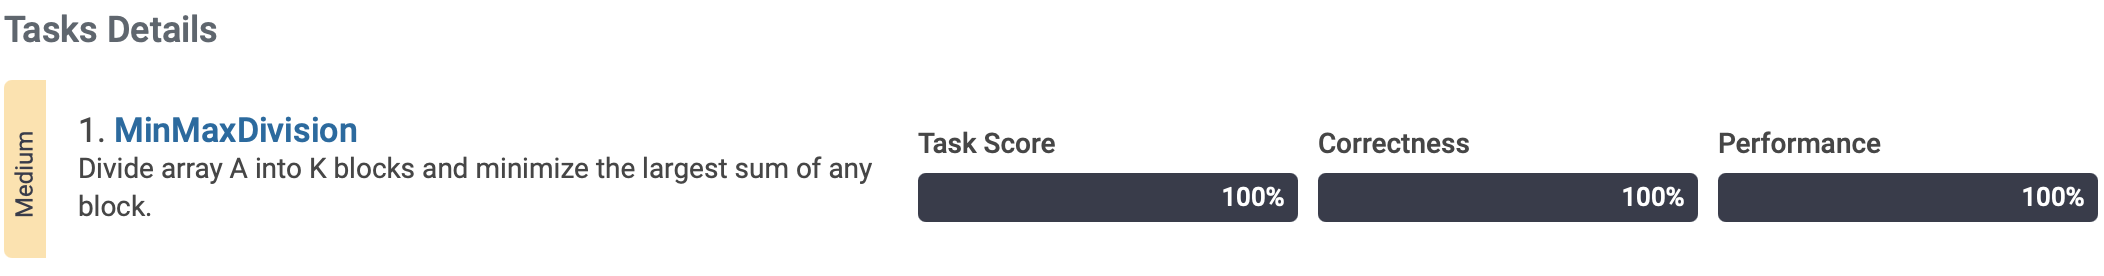 Tasks Details
Medium
1. MinMaxDivision
Divide array A into K blocks and minimize the largest sum of any
block.
Task Score
100%
Correctness
100%
Performance
100%